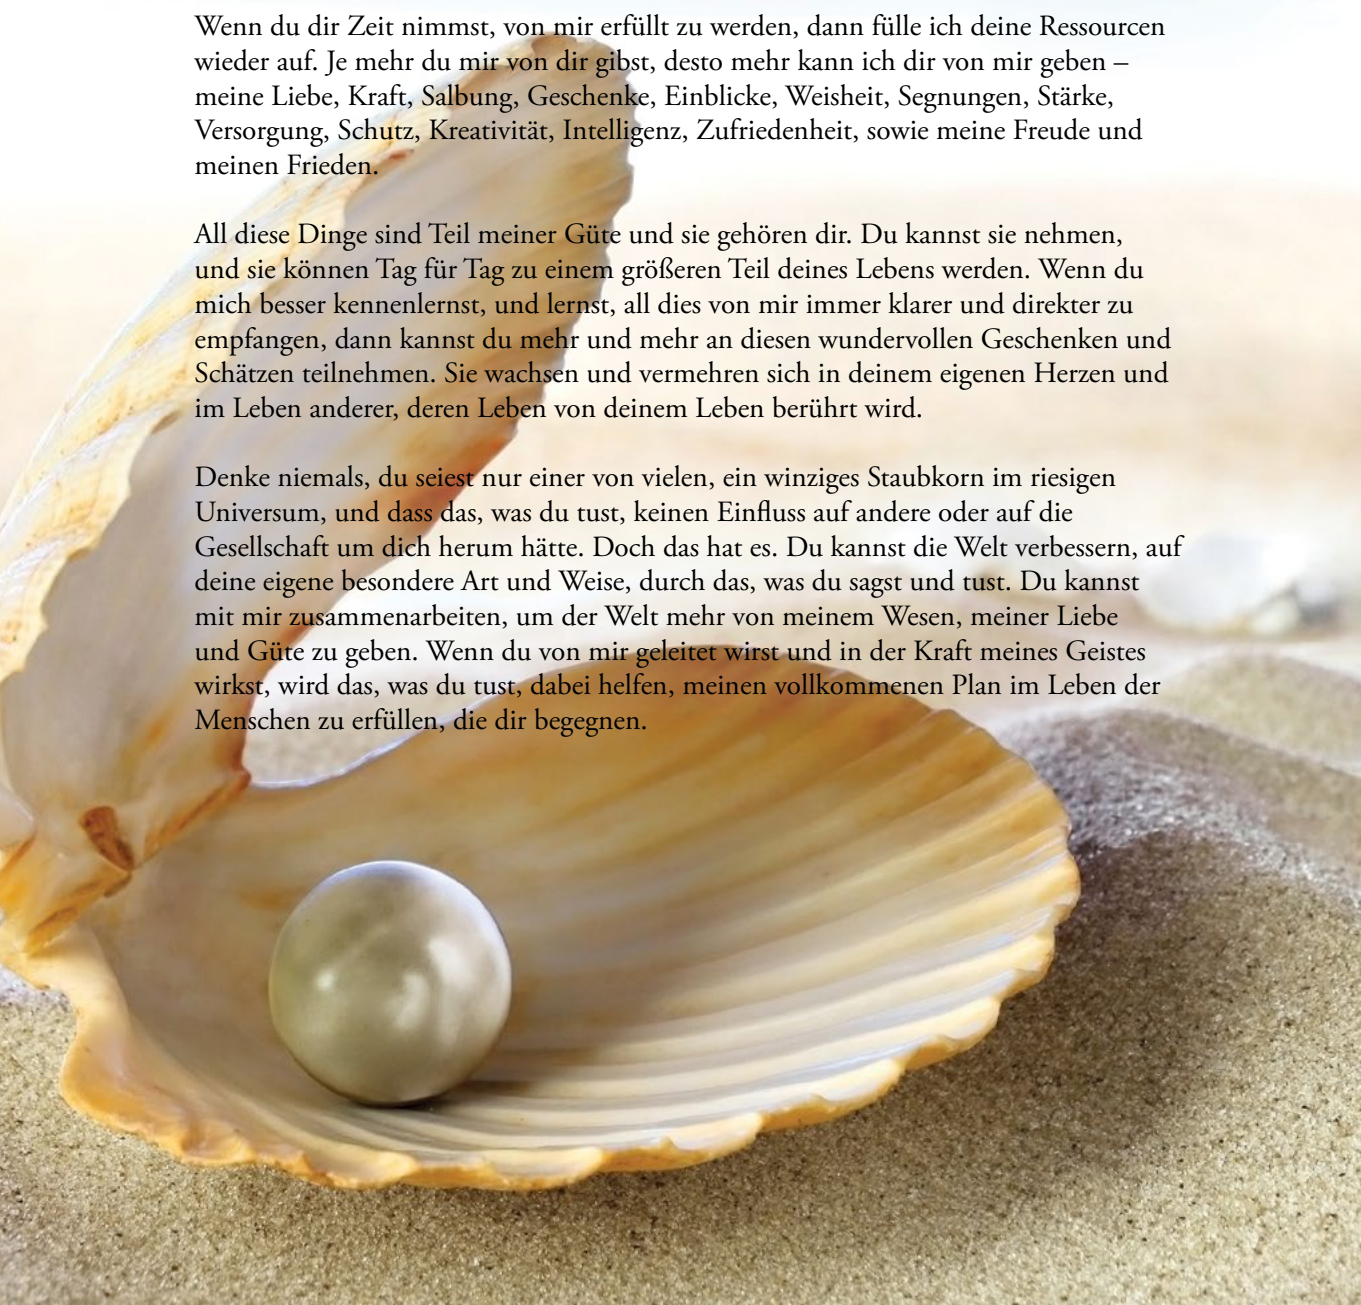 Wenn du dir Zeit nimmst, von mir erfüllt zu werden, dann fülle ich deine Ressourcen
wieder auf. Je mehr du mir von dir gibst, desto mehr kann ich dir von mir geben –
meine Liebe, Kraft, Salbung, Geschenke, Einblicke, Weisheit, Segnungen, Stärke,
Versorgung, Schutz, Kreativität, Intelligenz, Zufriedenheit, sowie meine Freude und
meinen Frieden.
All diese Dinge sind Teil meiner Güte und sie gehören dir. Du kannst sie nehmen,
und sie können Tag für Tag zu einem größeren Teil deines Lebens werden. Wenn du
mich besser kennenlernst, und lernst, all dies von mir immer klarer und direkter zu
empfangen, dann kannst du mehr und mehr an diesen wundervollen Geschenken und
Schätzen teilnehmen. Sie wachsen und vermehren sich in deinem eigenen Herzen und
im Leben anderer, deren Leben von deinem Leben berührt wird.
Denke niemals, du seiest nur einer von vielen, ein winziges Staubkorn im riesigen
Universum, und dass das, was du tust, keinen Einfluss auf andere oder auf die
Gesellschaft um dich herum hätte. Doch das hat es. Du kannst die Welt verbessern, auf
deine eigene besondere Art und Weise, durch das, was du sagst und tust. Du kannst
mit mir zusammenarbeiten, um der Welt mehr von meinem Wesen, meiner Liebe
und Güte zu geben. Wenn du von mir geleitet wirst und in der Kraft meines Geistes
wirkst, wird das, was du tust, dabei helfen, meinen vollkommenen Plan im Leben der
Menschen zu erfüllen, die dir begegnen.